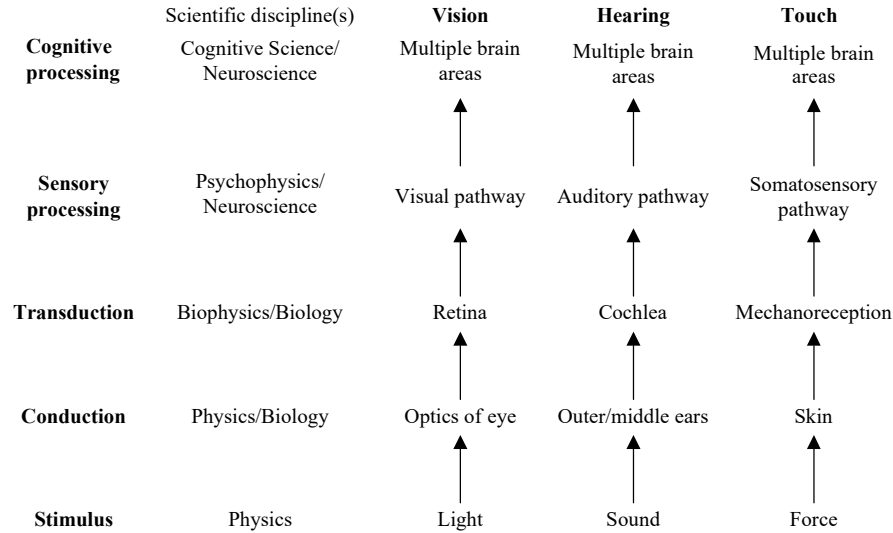 Scientific discipline(s) Vision Hearing Touch
Cognitive processing Cognitive Science/ Neuroscience Multiple brain areas Multiple brain areas Multiple brain areas
Sensory processing Psychophysics/ Neuroscience Visual pathway Auditory pathway Somatosensory pathway
Transduction Biophysics/Biology Retina Cochlea Mechanoreception
Conduction Physics/Biology Optics of eye Outer/middle ears Skin
Stimulus Physics Light Sound Force